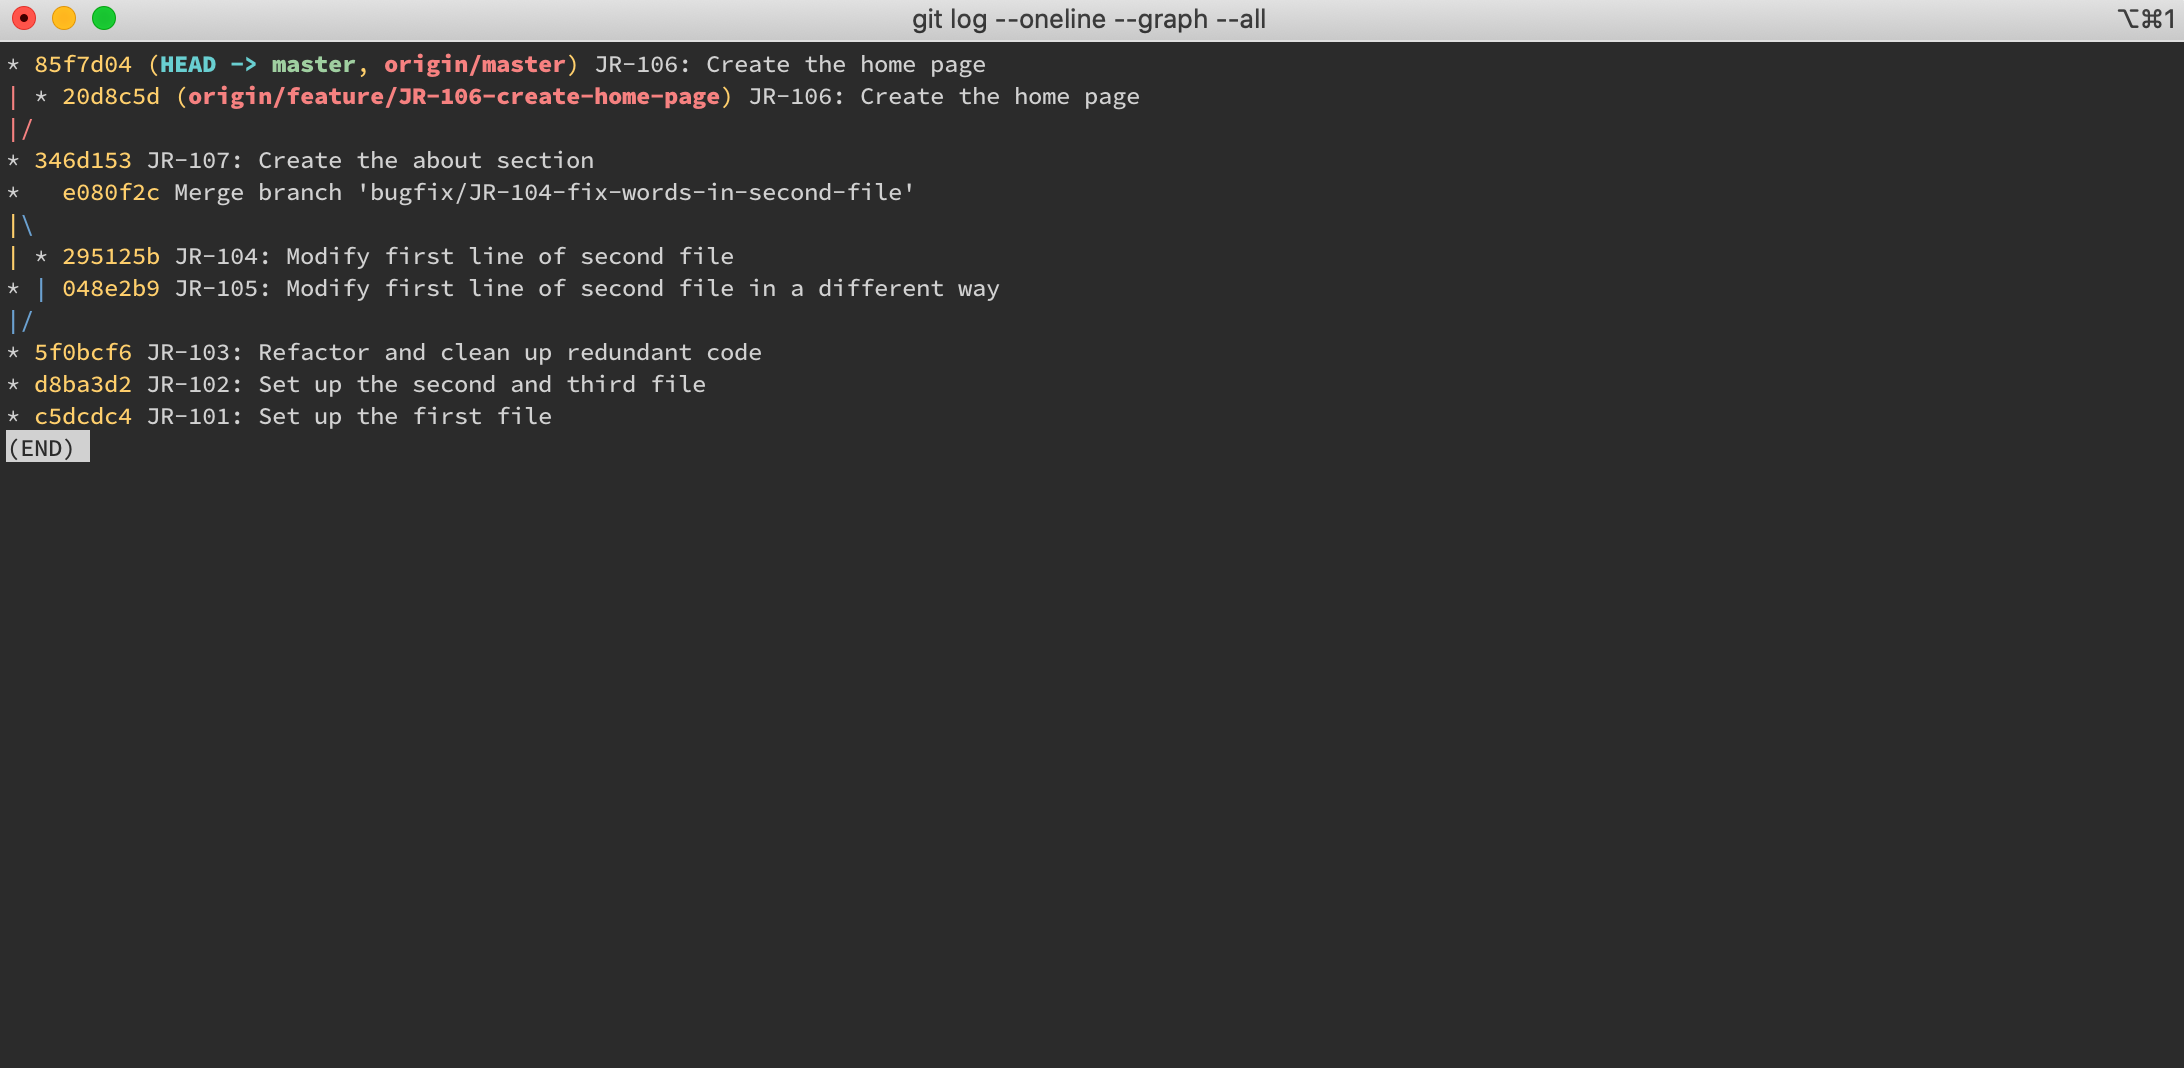 git log --oneline --graph --all ⌥⌘1
* 85f7d04 (HEAD -> master, origin/master) JR-106: Create the home page
| * 20d8c5d (origin/feature/JR-106-create-home-page) JR-106: Create the home page
|/
* 346d153 JR-107: Create the about section
*   e080f2c Merge branch 'bugfix/JR-104-fix-words-in-second-file'
|\
| * 295125b JR-104: Modify first line of second file
* | 048e2b9 JR-105: Modify first line of second file in a different way
|/
* 5f0bcf6 JR-103: Refactor and clean up redundant code
* d8ba3d2 JR-102: Set up the second and third file
* c5dcdc4 JR-101: Set up the first file
(END)